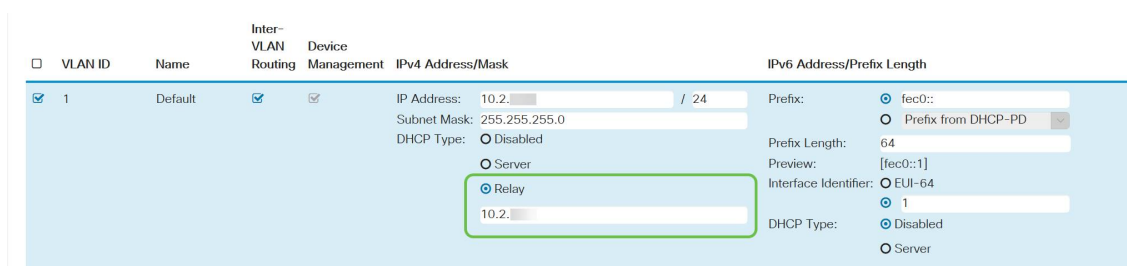 Inter-
VLAN Device
VLAN ID Name Routing Management IPv4 Address/Mask IPv6 Address/Prefix Length
1 Default IP Address: 10.2. / 24 Prefix: fec0::
Subnet Mask: 255.255.255.0 Prefix from DHCP-PD
DHCP Type: Disabled Prefix Length: 64
Server Preview: [fec0::1]
Relay Interface Identifier: EUI-64
10.2. 1
DHCP Type: Disabled
Server